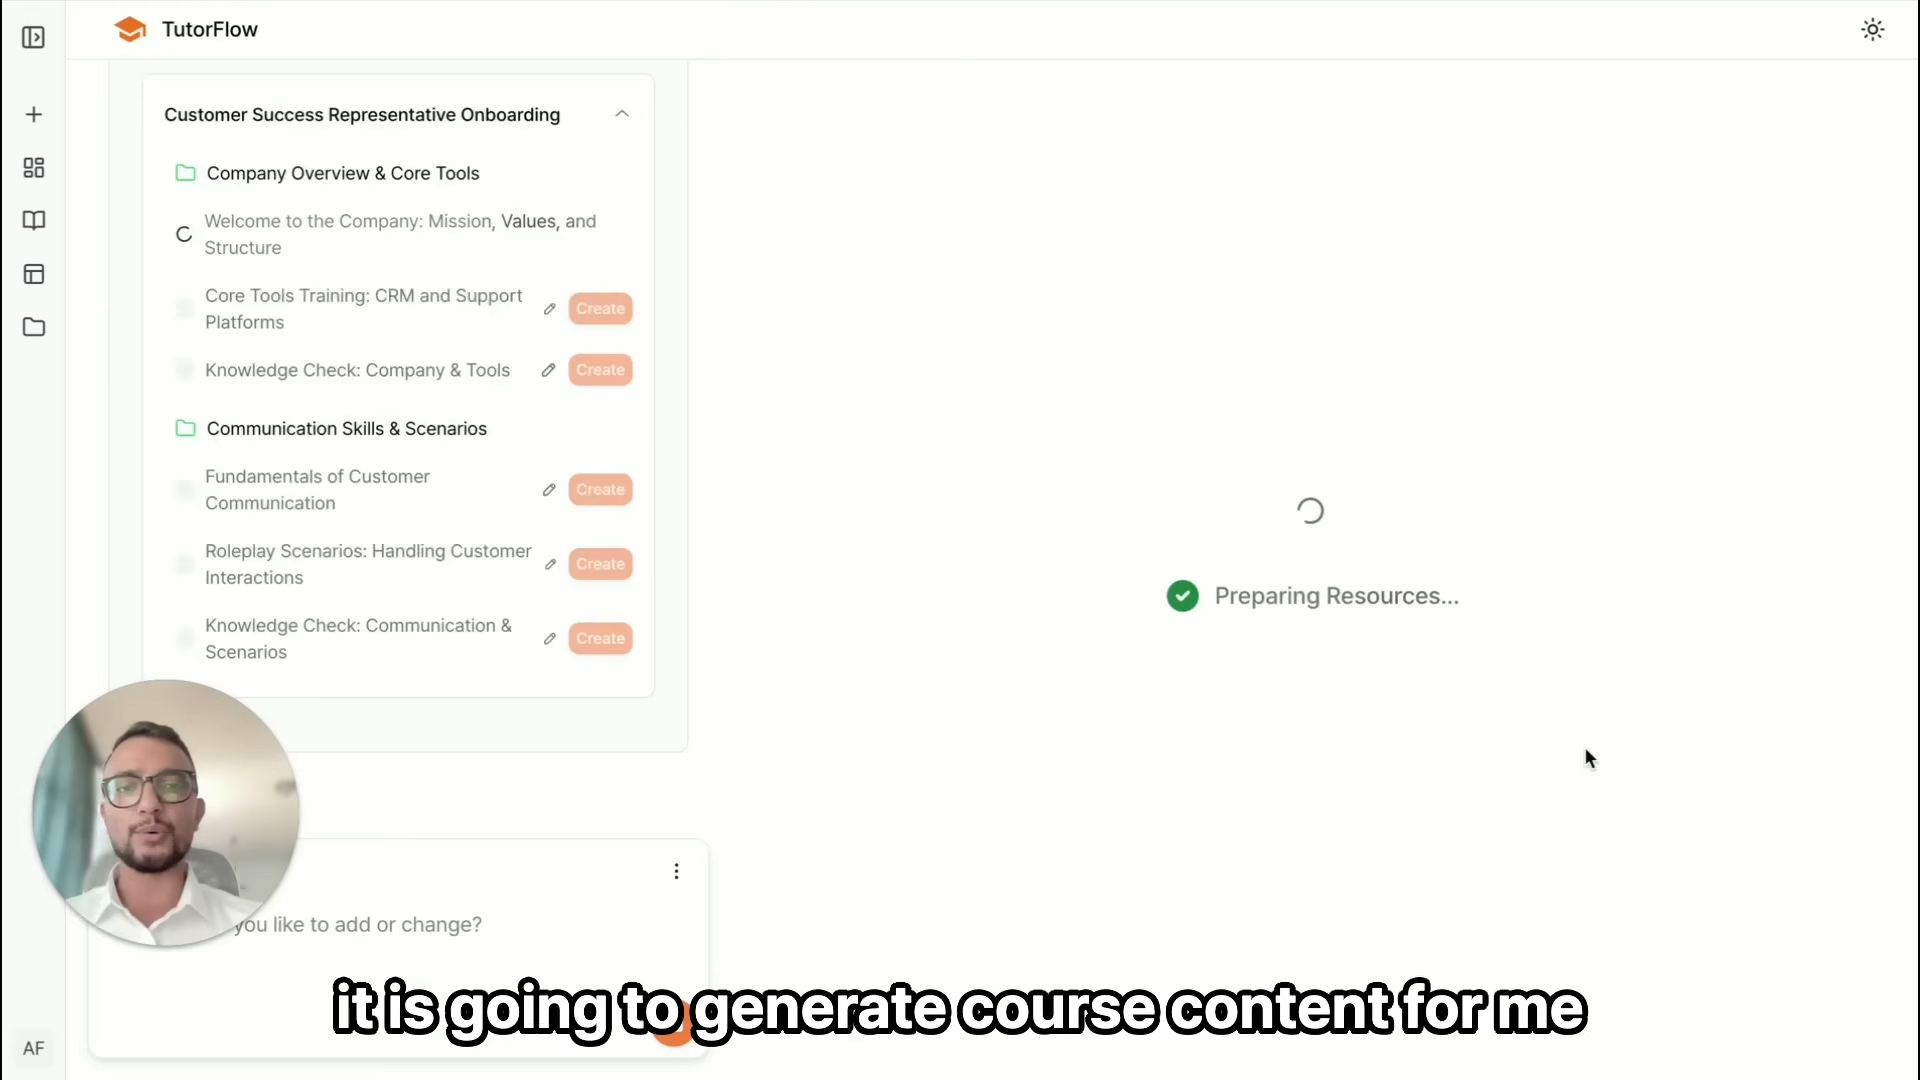 TutorFlow
Customer Success Representative Onboarding
Company Overview & Core Tools
Welcome to the Company: Mission, Values, and
Structure
Core Tools Training: CRM and Support
Platforms
Create
Knowledge Check: Company & Tools
Create
Communication Skills & Scenarios
Fundamentals of Customer
Communication
Create
Roleplay Scenarios: Handling Customer
Interactions
Create
Knowledge Check: Communication &
Scenarios
Create
Preparing Resources...
you like to add or change?
it is going to generate course content for me
AF